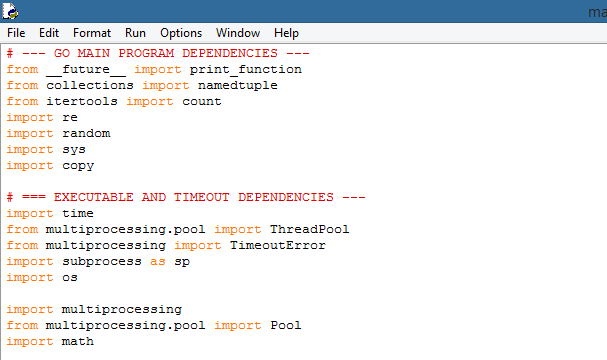 ma
File Edit Format Run Options Window Help
# --- GO MAIN PROGRAM DEPENDENCIES ---
from __future__ import print_function
from collections import namedtuple
from itertools import count
import re
import random
import sys
import copy
# === EXECUTABLE AND TIMEOUT DEPENDENCIES ---
import time
from multiprocessing.pool import ThreadPool
from multiprocessing import TimeoutError
import subprocess as sp
import os
import multiprocessing
from multiprocessing.pool import Pool
import math